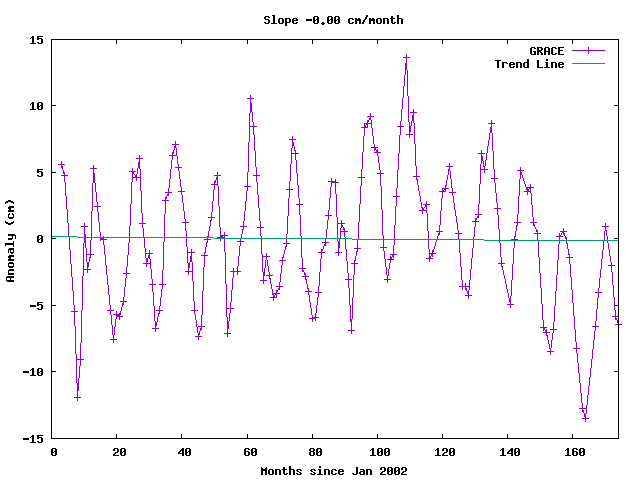 Slope -0.00 cm/month
GRACE
Trend Line
15
10
5
0
-5
-10
-15
Anomaly (cm)
0 20 40 60 80 100 120 140 160
Months since Jan 2002